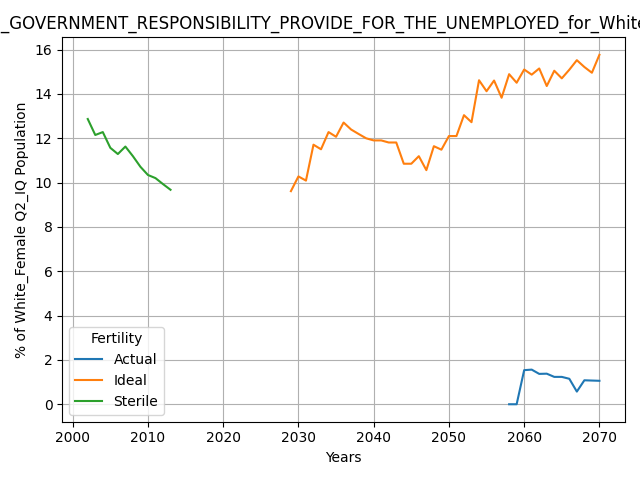 _GOVERNMENT_RESPONSIBILITY_PROVIDE_FOR_THE_UNEMPLOYED_for_White
% of White_Female Q2_IQ Population
16
14
12
10
8
6
4
2
0
Fertility
Actual
Ideal
Sterile
2000 2010 2020 2030 2040 2050 2060 2070
Years